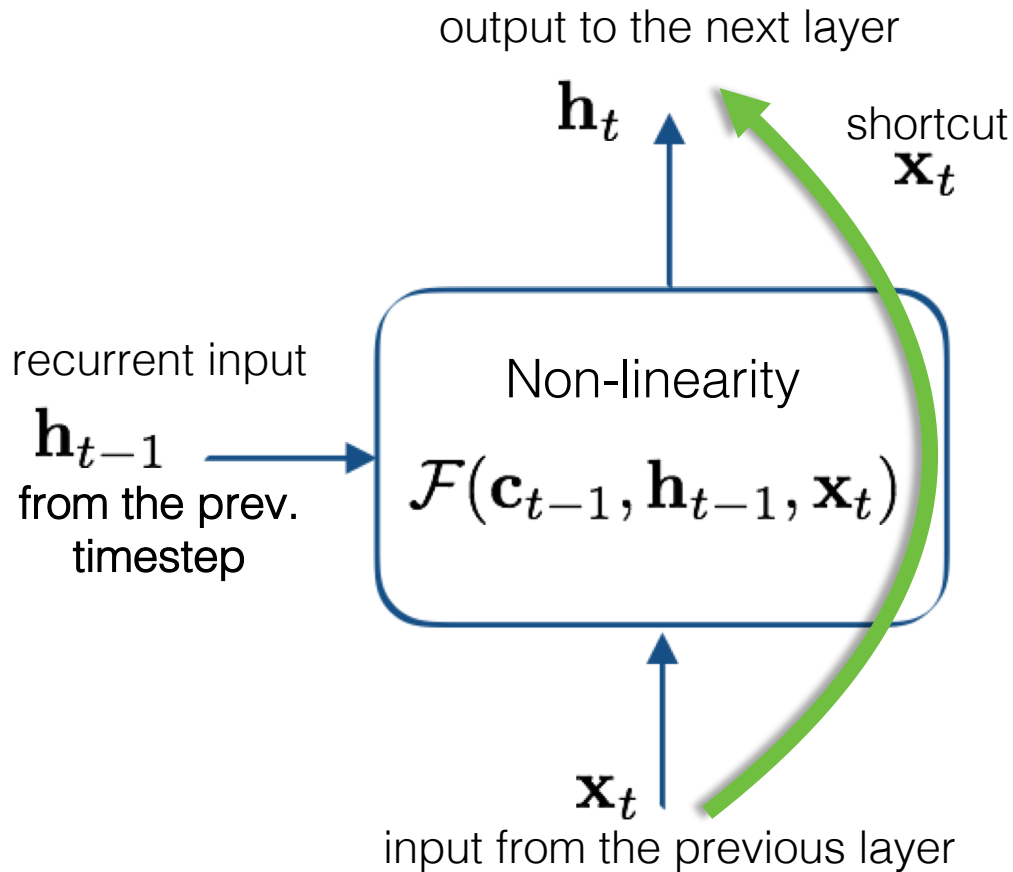 output to the next layer
h_t
shortcut
x_t
recurrent input
h_{t-1}
from the prev.
timestep
Non-linearity
\mathcal{F}(c_{t-1}, h_{t-1}, x_t)
x_t
input from the previous layer